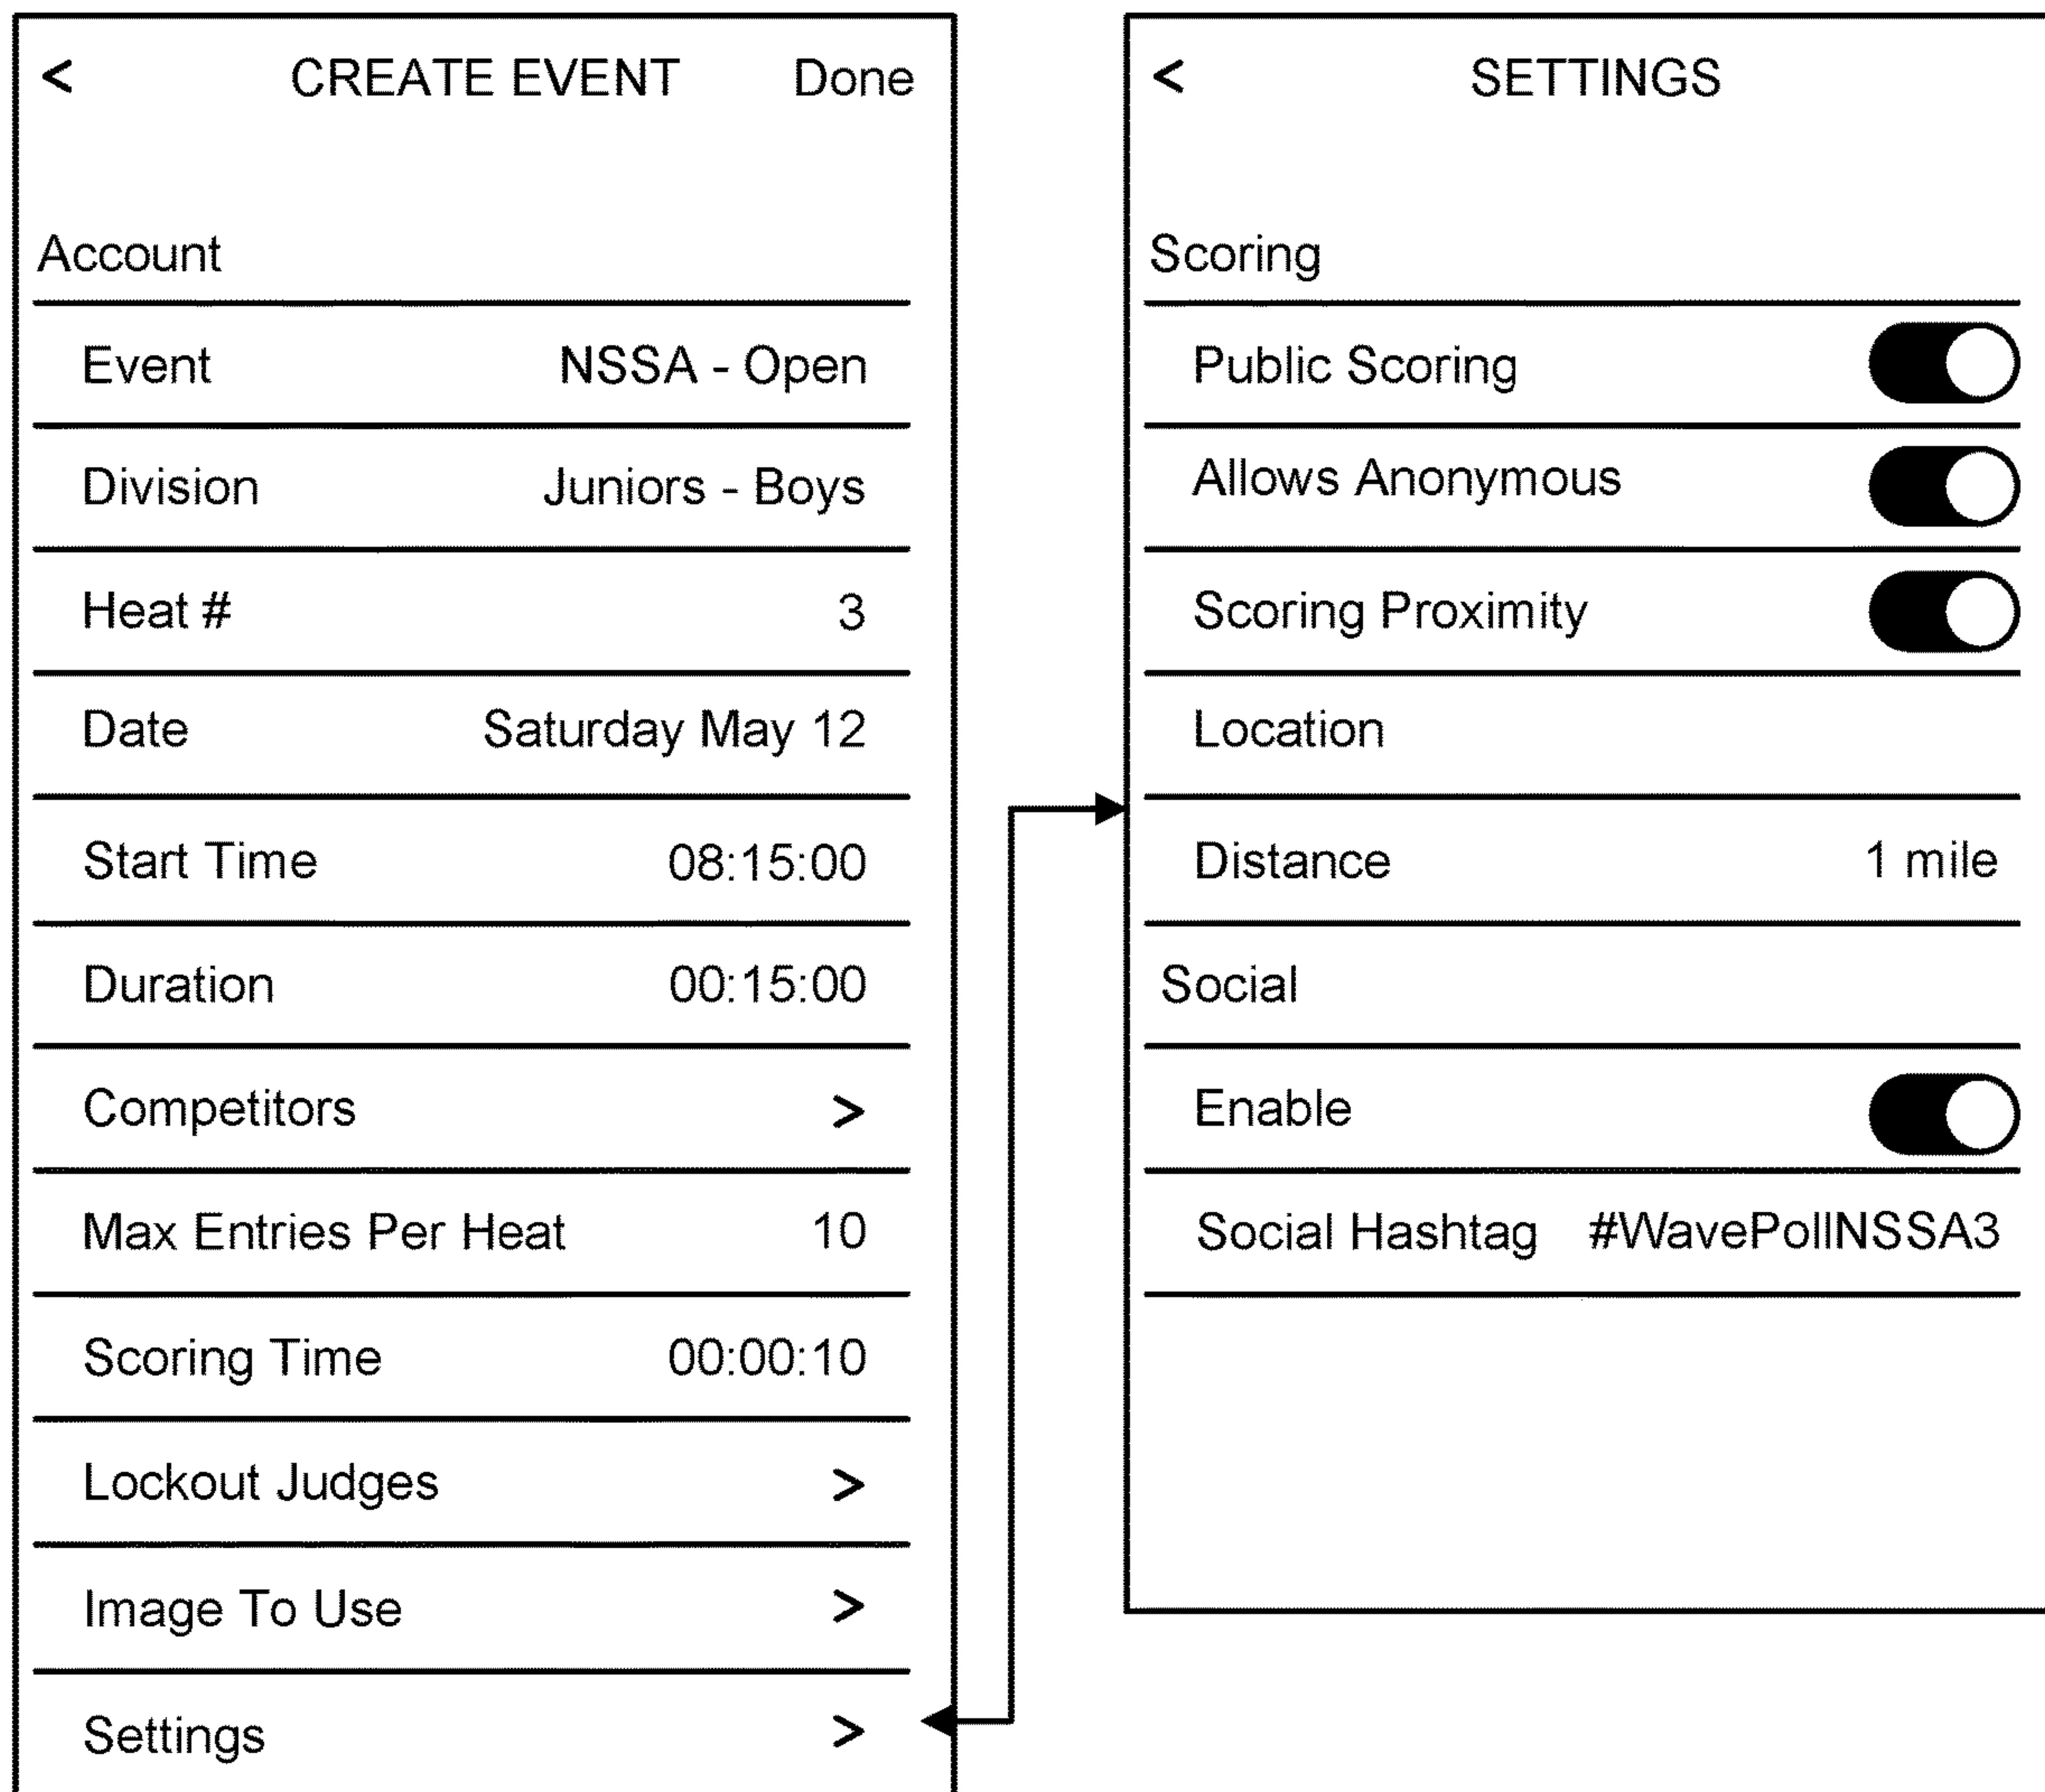 < CREATE EVENT Done
Account
Event NSSA - Open
Division Juniors - Boys
Heat # 3
Date Saturday May 12
Start Time 08:15:00
Duration 00:15:00
Competitors >
Max Entries Per Heat 10
Scoring Time 00:00:10
Lockout Judges >
Image To Use >
Settings >
< SETTINGS
Scoring
Public Scoring
Allows Anonymous
Scoring Proximity
Location
Distance 1 mile
Social
Enable
Social Hashtag #WavePollNSSA3